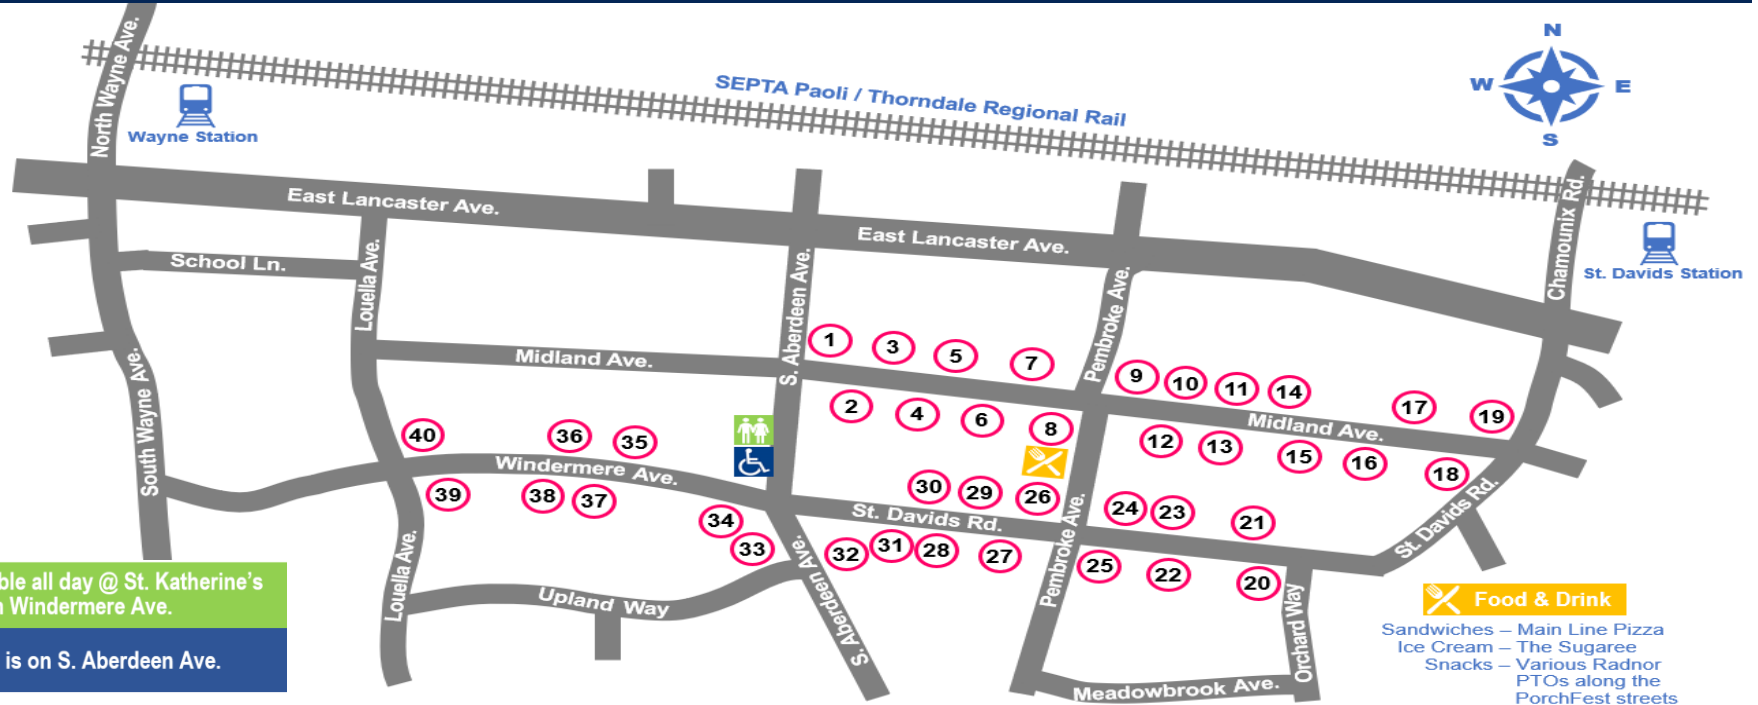 North Wayne Ave.
Wayne Station
SEPTA Paoli / Thorndale Regional Rail
N
W
E
S
St. Davids Station
Chamounix Rd.
East Lancaster Ave.
East Lancaster Ave.
School Ln.
Louella Ave.
S. Aberdeen Ave.
Pembroke Ave.
Midland Ave.
South Wayne Ave.
1
3
5
7
9
10
11
14
17
19
2
4
6
8
Midland Ave.
12
13
15
16
18
40
36
35
Windermere Ave.
39
38
37
34
33
30
29
26
St. Davids Rd.
24
23
21
St. Davids Rd.
32
31
28
27
25
22
20
Pembroke Ave.
Pembroke Ave.
Louella Ave.
Upland Way
S. Aberdeen Ave.
Orchard Way
Meadowbrook Ave.
ble all day @ St. Katherine's
Windermere Ave.
is on S. Aberdeen Ave.
Food & Drink
Sandwiches – Main Line Pizza
Ice Cream – The Sugaree
Snacks – Various Radnor
PTOs along the
PorchFest streets